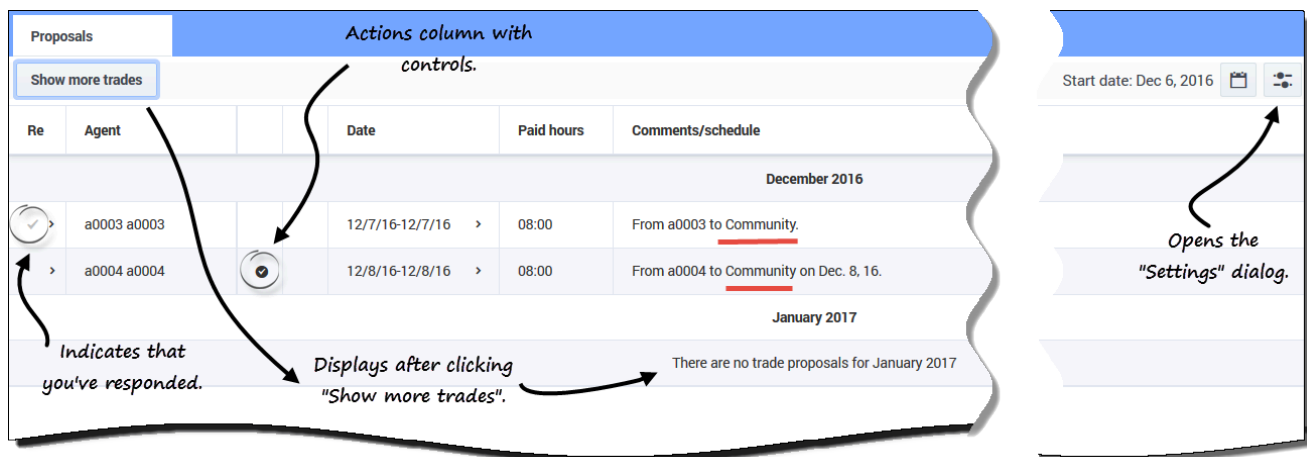 Proposals
Actions column with
controls.
Show more trades
Start date: Dec 6, 2016
Re Agent Date Paid hours Comments/schedule
December 2016
a0003 a0003 12/7/16-12/7/16 08:00 From a0003 to Community.
a0004 a0004 12/8/16-12/8/16 08:00 From a0004 to Community on Dec. 8, 16.
Opens the
"Settings" dialog.
January 2017
Indicates that
you've responded.
Displays after clicking
"Show more trades".
There are no trade proposals for January 2017